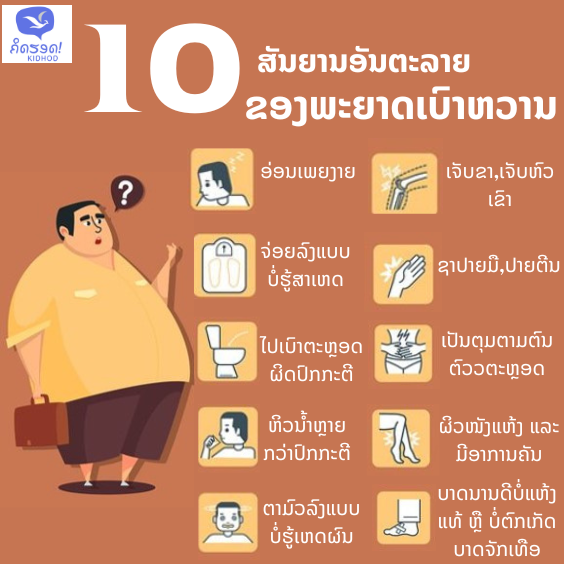 ຄິດຮອດ!
KIDHOD
10
ສັນຍານອັນຕະລາຍ
ຂອງພະຍາດເບົາຫວານ
?
ອ່ອນເພຍງາຍ
ຈ່ອຍລົງແບບ
ບໍ່ຮູ້ສາເຫດ
ໄປເບົາຕະຫຼອດ
ຜິດປົກກະຕິ
ຫິວນໍ້າຫຼາຍ
ກວ່າປົກກະຕິ
ຕາມົວລົງແບບ
ບໍ່ຮູ້ເຫດຜົນ
ເຈັບຂາ,ເຈັບຫົວ
ເຂົ່າ
ຊາປາຍມື,ປາຍຕີນ
ເປັນຕຸມຕາມຕົນ
ຕົວວຕະຫຼອດ
ຜິວໜັງແຫ້ງ ແລະ
ມີອາການຄັນ
ບາດນານດີບໍ່ແຫ້ງ
ແທ້ ຫຼື ບໍ່ຕົກເກັດ
ບາດຈັກເທື່ອ